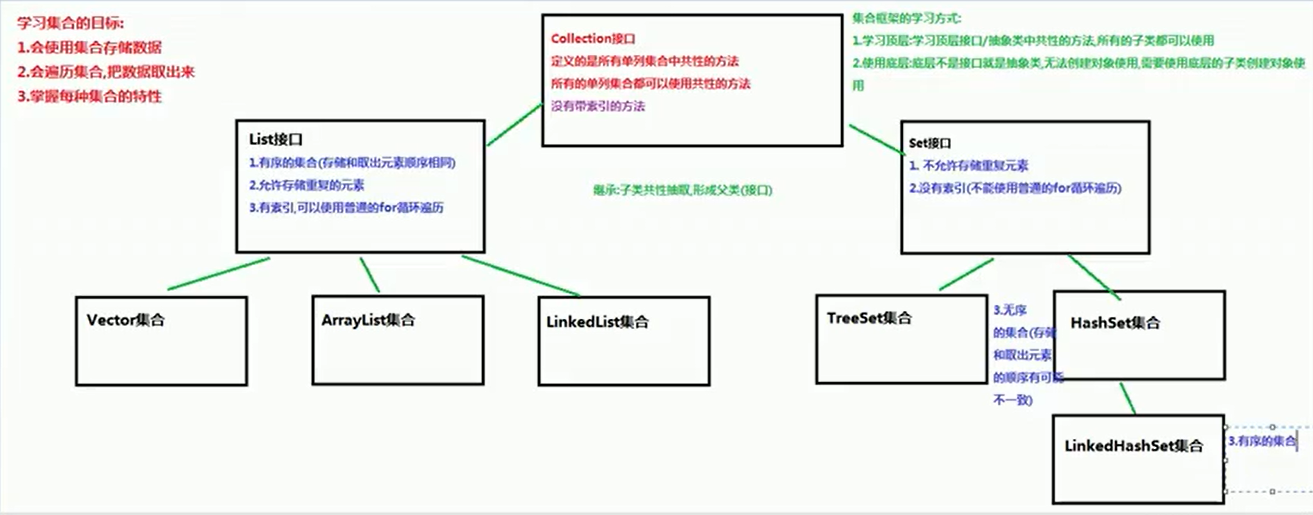 学习集合的目标:
1.会使用集合存储数据
2.会遍历集合,把数据取出来
3.掌握每种集合的特性
Collection接口
定义的是所有单列集合中共性的方法
所有的单列集合都可以使用共性的方法
没有带索引的方法
集合框架的学习方式:
1.学习顶层:学习顶层接口/抽象类中共性的方法,所有的子类都可以使用
2.使用底层:底层不是接口就是抽象类,无法创建对象使用,需要使用底层的子类创建对象使
用
List接口
1.有序的集合(存储和取出元素顺序相同)
2.允许存储重复的元素
3.有索引,可以使用普通的for循环遍历
继承:子类共性抽取,形成父类(接口)
Set接口
1. 不允许存储重复元素
2.没有索引(不能使用普通的for循环遍历)
Vector集合
ArrayList集合
LinkedList集合
TreeSet集合
3.无序
的集合(存储
和取出元素
的顺序有可能
不一致)
HashSet集合
LinkedHashSet集合
3.有序的集合